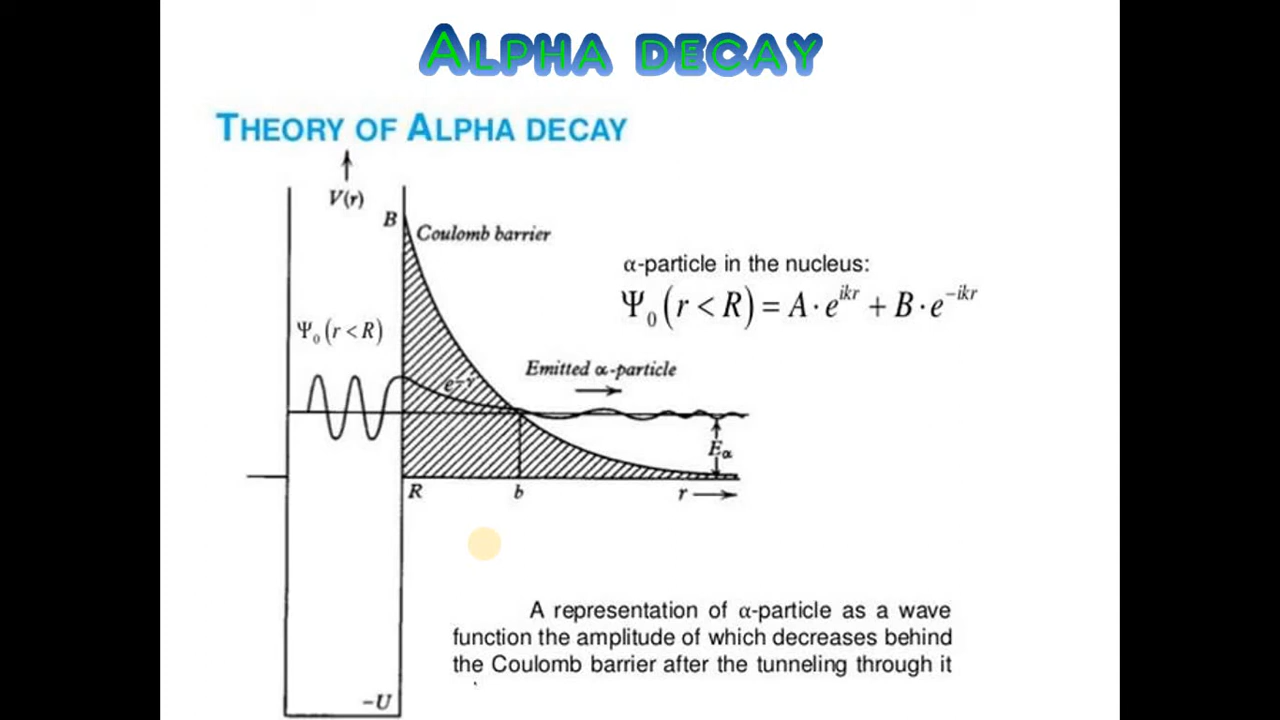 ALPHA DECAY
THEORY OF ALPHA DECAY
V(r)
B
Coulomb barrier
α-particle in the nucleus:
Ψ₀(r < R) = A · e^{ikr} + B · e^{-ikr}
Ψ₀(r < R)
Emitted α-particle
e^{-γ}
E_α
R
b
r
A representation of α-particle as a wave
function the amplitude of which decreases behind
the Coulomb barrier after the tunneling through it
-U